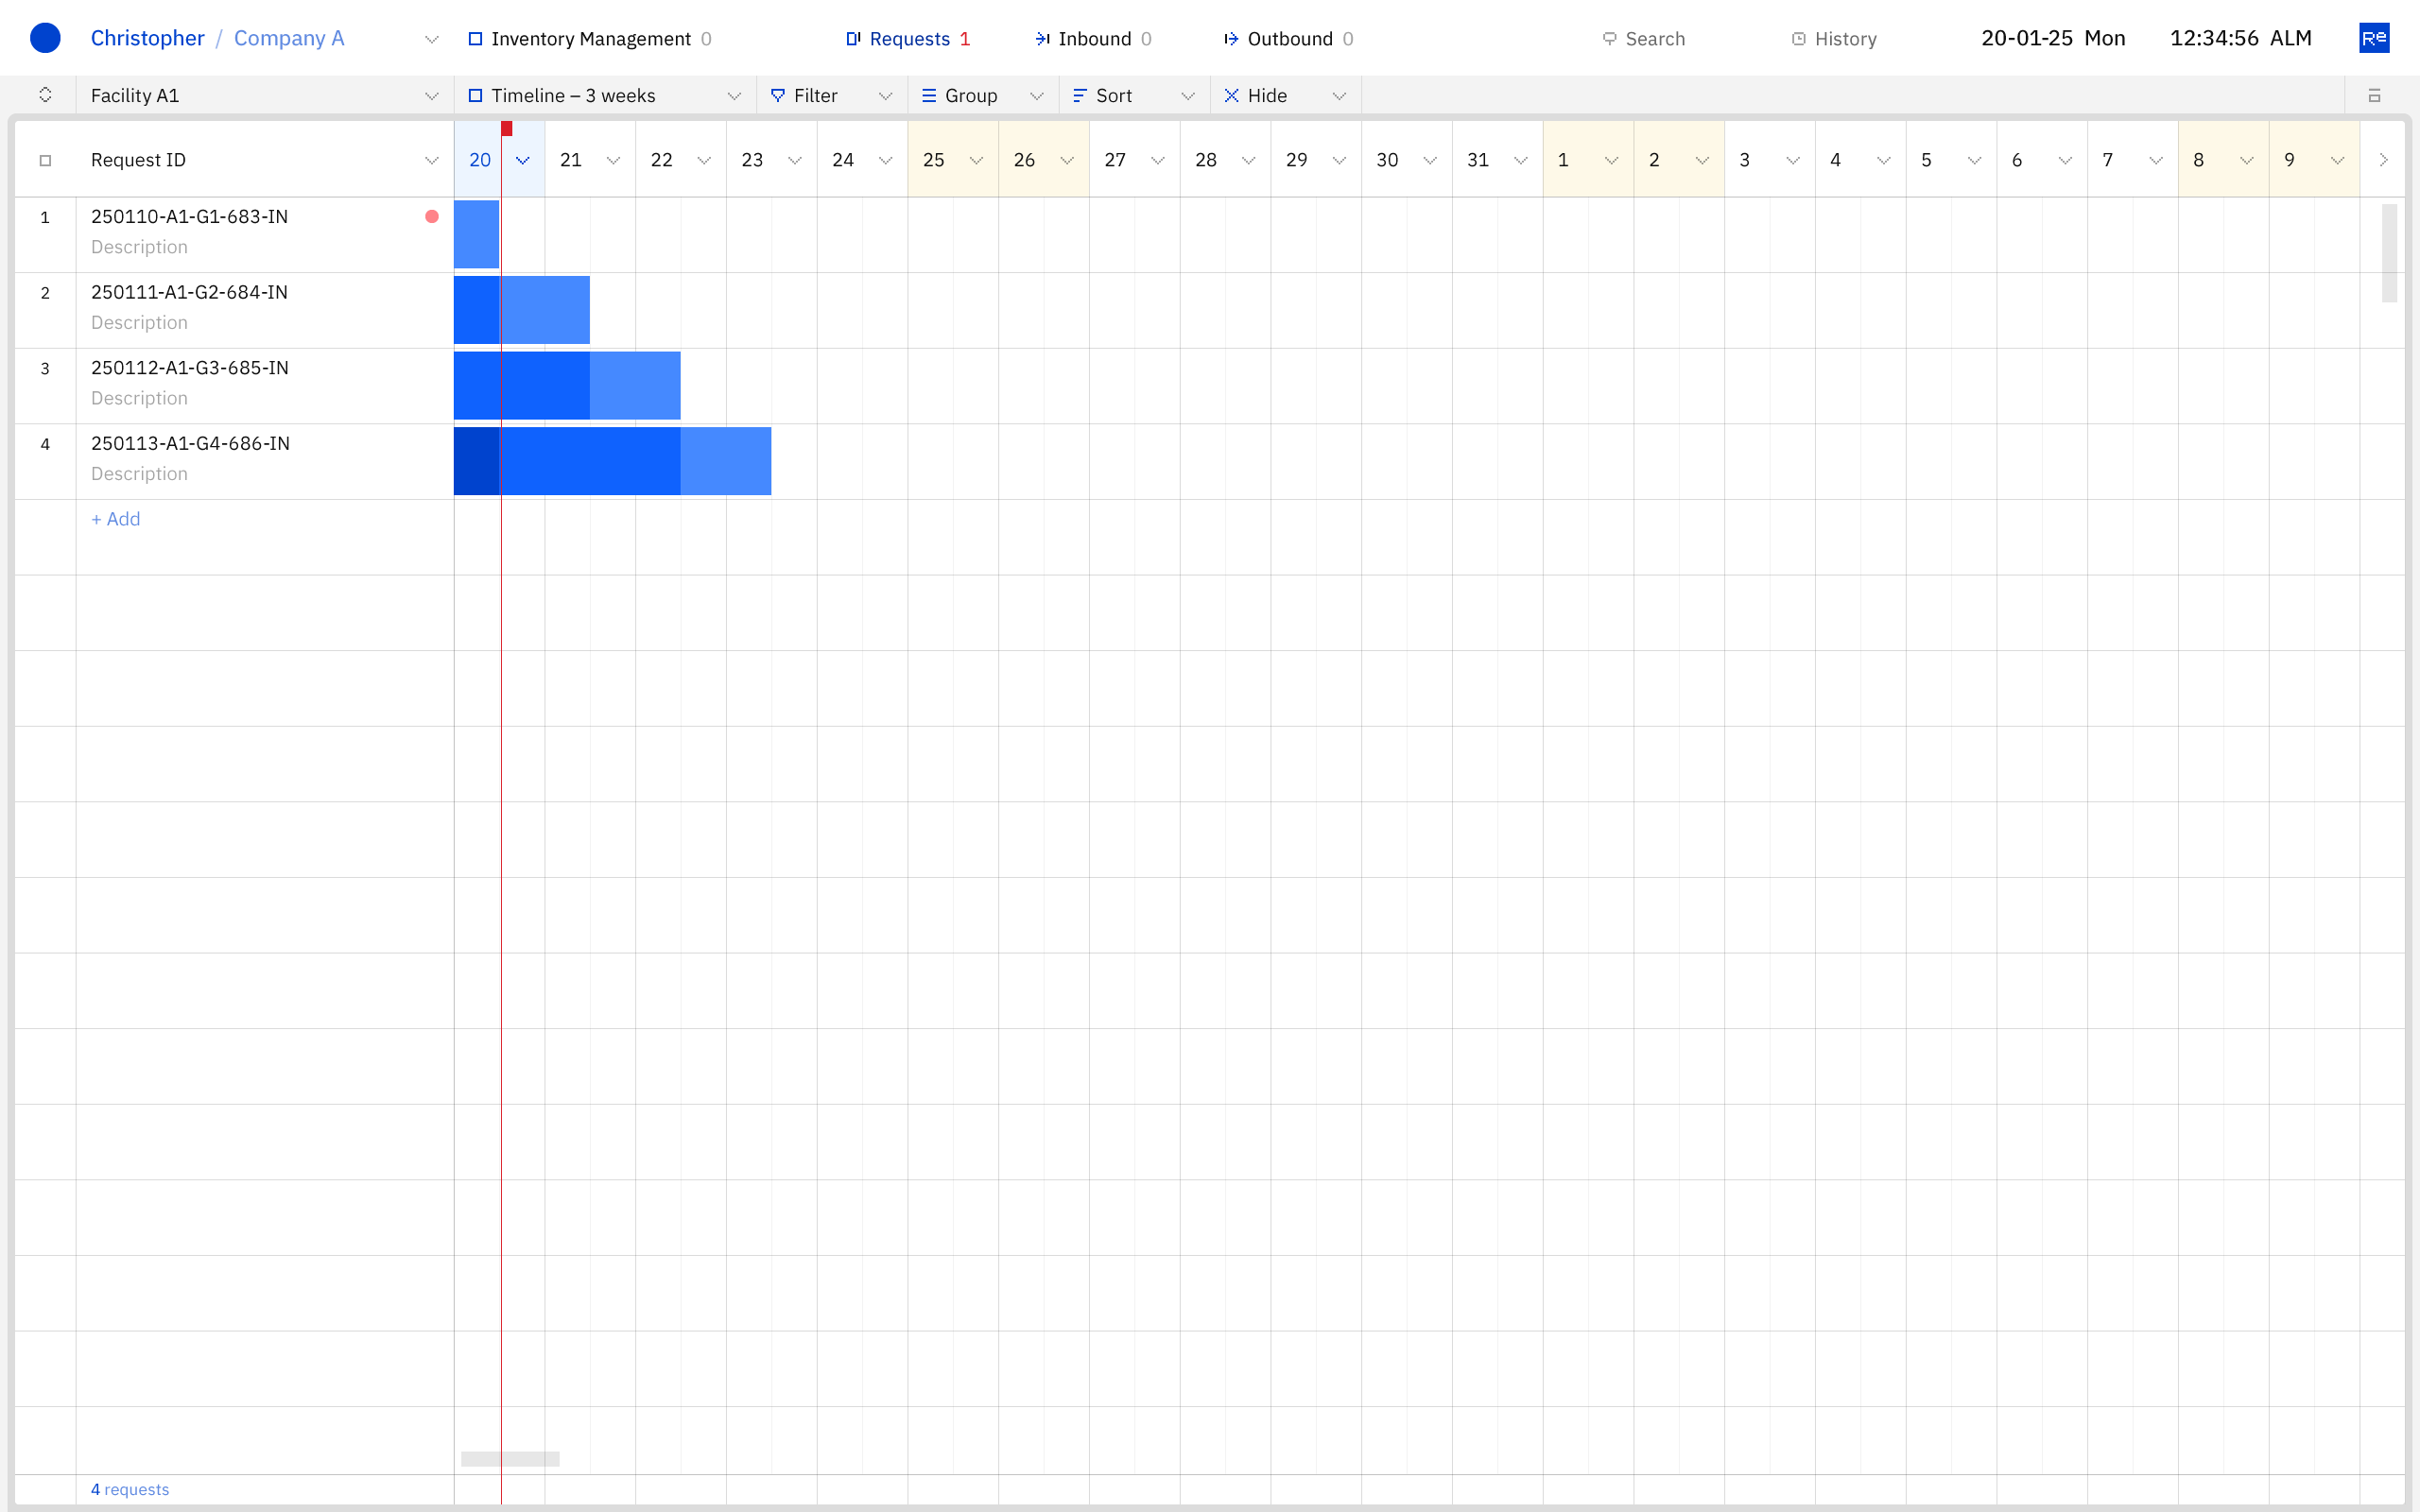 Christopher / Company A Inventory Management 0 Requests 1 Inbound 0 Outbound 0 Search History 20-01-25 Mon 12:34:56 ALM Re
Facility A1 Timeline – 3 weeks Filter Group Sort Hide
Request ID 20 21 22 23 24 25 26 27 28 29 30 31 1 2 3 4 5 6 7 8 9
1 250110-A1-G1-683-IN
Description
2 250111-A1-G2-684-IN
Description
3 250112-A1-G3-685-IN
Description
4 250113-A1-G4-686-IN
Description
+ Add
4 requests